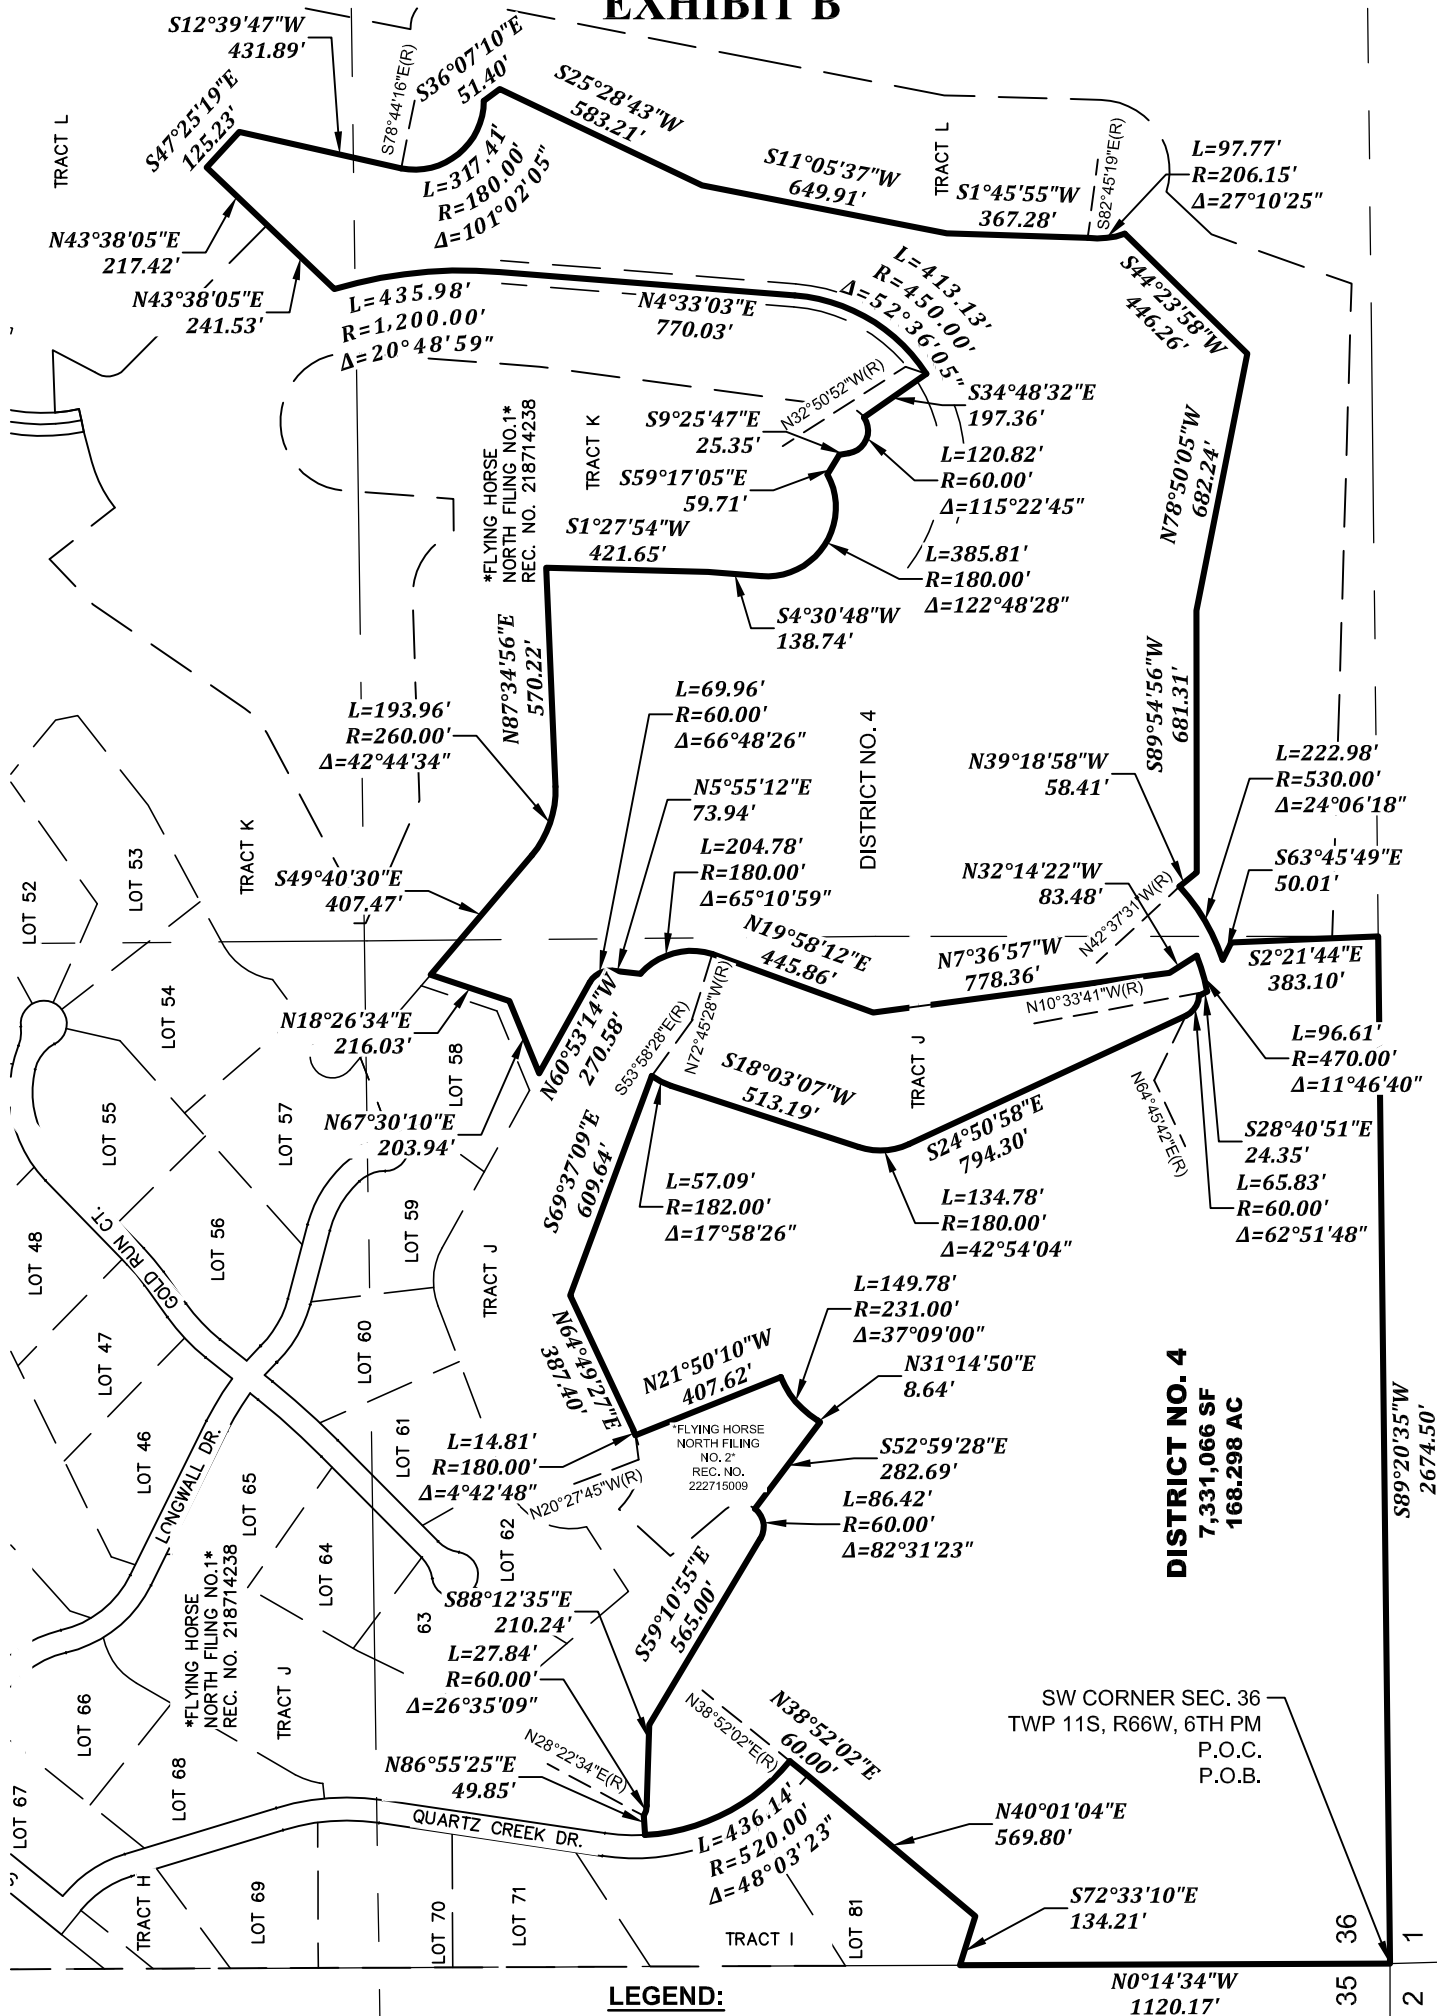 EXHIBIT B
S12°39'47"W
431.89'
S78°44'16"E(R)
S36°07'10"E
51.40'
S25°28'43"W
583.21'
S47°25'19"E
125.23'
TRACT L
L=317.41'
R=180.00'
Δ=101°02'05"
S11°05'37"W
649.91'
TRACT L
S1°45'55"W
367.28'
S82°45'19"E(R)
L=97.77'
R=206.15'
Δ=27°10'25"
N43°38'05"E
217.42'
N43°38'05"E
241.53'
L=435.98'
R=1,200.00'
Δ=20°48'59"
N4°33'03"E
770.03'
L=413.13'
R=450.00'
Δ=52°36'05"
S44°23'58"W
446.26'
N32°50'52"W(R)
S34°48'32"E
197.36'
*FLYING HORSE
NORTH FILING NO.1*
REC. NO. 218714238
TRACT K
S9°25'47"E
25.35'
L=120.82'
R=60.00'
Δ=115°22'45"
S59°17'05"E
59.71'
N78°50'05"W
682.24'
S1°27'54"W
421.65'
L=385.81'
R=180.00'
Δ=122°48'28"
S4°30'48"W
138.74'
N87°34'56"E
570.22'
L=193.96'
R=260.00'
Δ=42°44'34"
L=69.96'
R=60.00'
Δ=66°48'26"
N5°55'12"E
73.94'
L=204.78'
R=180.00'
Δ=65°10'59"
DISTRICT NO. 4
S89°54'56"W
681.31'
N39°18'58"W
58.41'
L=222.98'
R=530.00'
Δ=24°06'18"
S63°45'49"E
50.01'
N32°14'22"W
83.48'
N42°37'31"W(R)
S2°21'44"E
383.10'
LOT 52
LOT 53
TRACT K
S49°40'30"E
407.47'
N19°58'12"E
445.86'
N7°36'57"W
778.36'
N10°33'41"W(R)
LOT 54
N18°26'34"E
216.03'
LOT 58
N60°53'14"W
270.58'
S53°58'28"E(R)
N72°45'28"W(R)
S18°03'07"W
513.19'
TRACT J
L=96.61'
R=470.00'
Δ=11°46'40"
N64°45'42"E(R)
LOT 55
LOT 57
N67°30'10"E
203.94'
S69°37'09"E
609.64'
S24°50'58"E
794.30'
S28°40'51"E
24.35'
L=57.09'
R=182.00'
Δ=17°58'26"
L=134.78'
R=180.00'
Δ=42°54'04"
L=65.83'
R=60.00'
Δ=62°51'48"
LOT 48
GOLD RUN CT.
LOT 56
LOT 59
TRACT J
LOT 47
LOT 60
N64°49'27"E
387.40'
N21°50'10"W
407.62'
L=149.78'
R=231.00'
Δ=37°09'00"
N31°14'50"E
8.64'
DISTRICT NO. 4
7,331,066 SF
168.298 AC
S89°20'35"W
2674.50'
LOT 46
LONGWALL DR.
LOT 65
LOT 61
L=14.81'
R=180.00'
Δ=4°42'48"
*FLYING HORSE
NORTH FILING
NO. 2*
REC. NO.
222715009
S52°59'28"E
282.69'
N20°27'45"W(R)
L=86.42'
R=60.00'
Δ=82°31'23"
*FLYING HORSE
NORTH FILING NO.1*
REC. NO. 218714238
LOT 64
LOT 62
63
S88°12'35"E
210.24'
S59°10'55"E
565.00'
L=27.84'
R=60.00'
Δ=26°35'09"
LOT 66
TRACT J
N28°22'34"E(R)
N38°52'02"E(R)
N38°52'02"E
60.00'
SW CORNER SEC. 36
TWP 11S, R66W, 6TH PM
P.O.C.
P.O.B.
LOT 67
LOT 68
N86°55'25"E
49.85'
QUARTZ CREEK DR.
L=436.14'
R=520.00'
Δ=48°03'23"
N40°01'04"E
569.80'
S72°33'10"E
134.21'
TRACT H
LOT 69
LOT 70
LOT 71
TRACT I
LOT 81
36
1
LEGEND:
N0°14'34"W
1120.17'
35
2